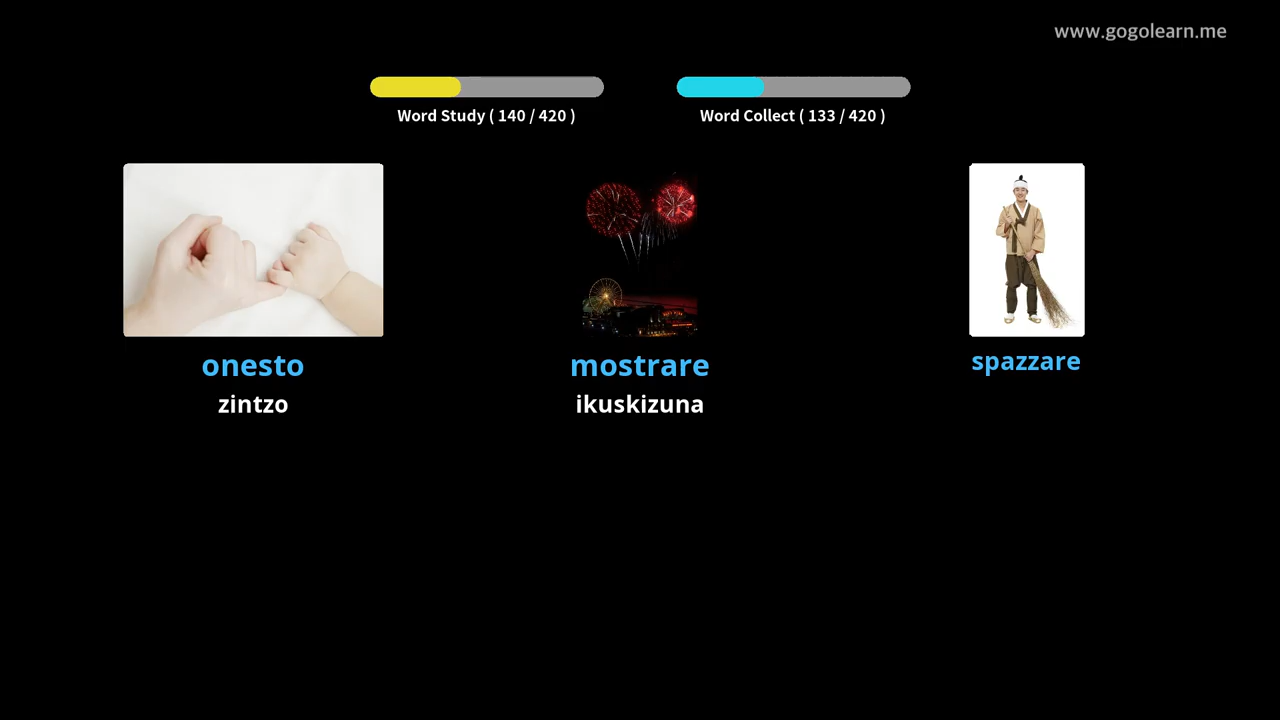 www.gogolearn.me
Word Study ( 140 / 420 )
Word Collect ( 133 / 420 )
onesto
zintzo
mostrare
ikuskizuna
spazzare